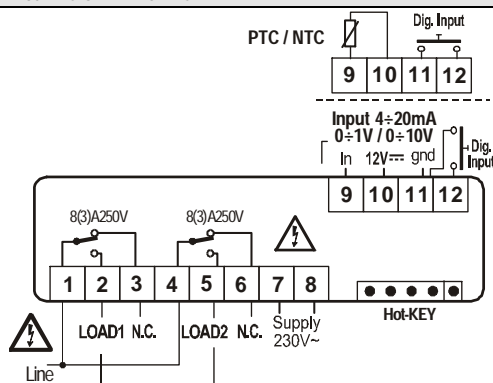 PTC / NTC
Dig. Input
9 10 11 12
Input 4÷20mA
0÷1V / 0÷10V
In 12V⎓ gnd
Dig.
Input
9 10 11 12
8(3)A250V 8(3)A250V
1 2 3 4 5 6 7 8
LOAD1 N.C. LOAD2 N.C. Supply
230V~
Hot-KEY
Line